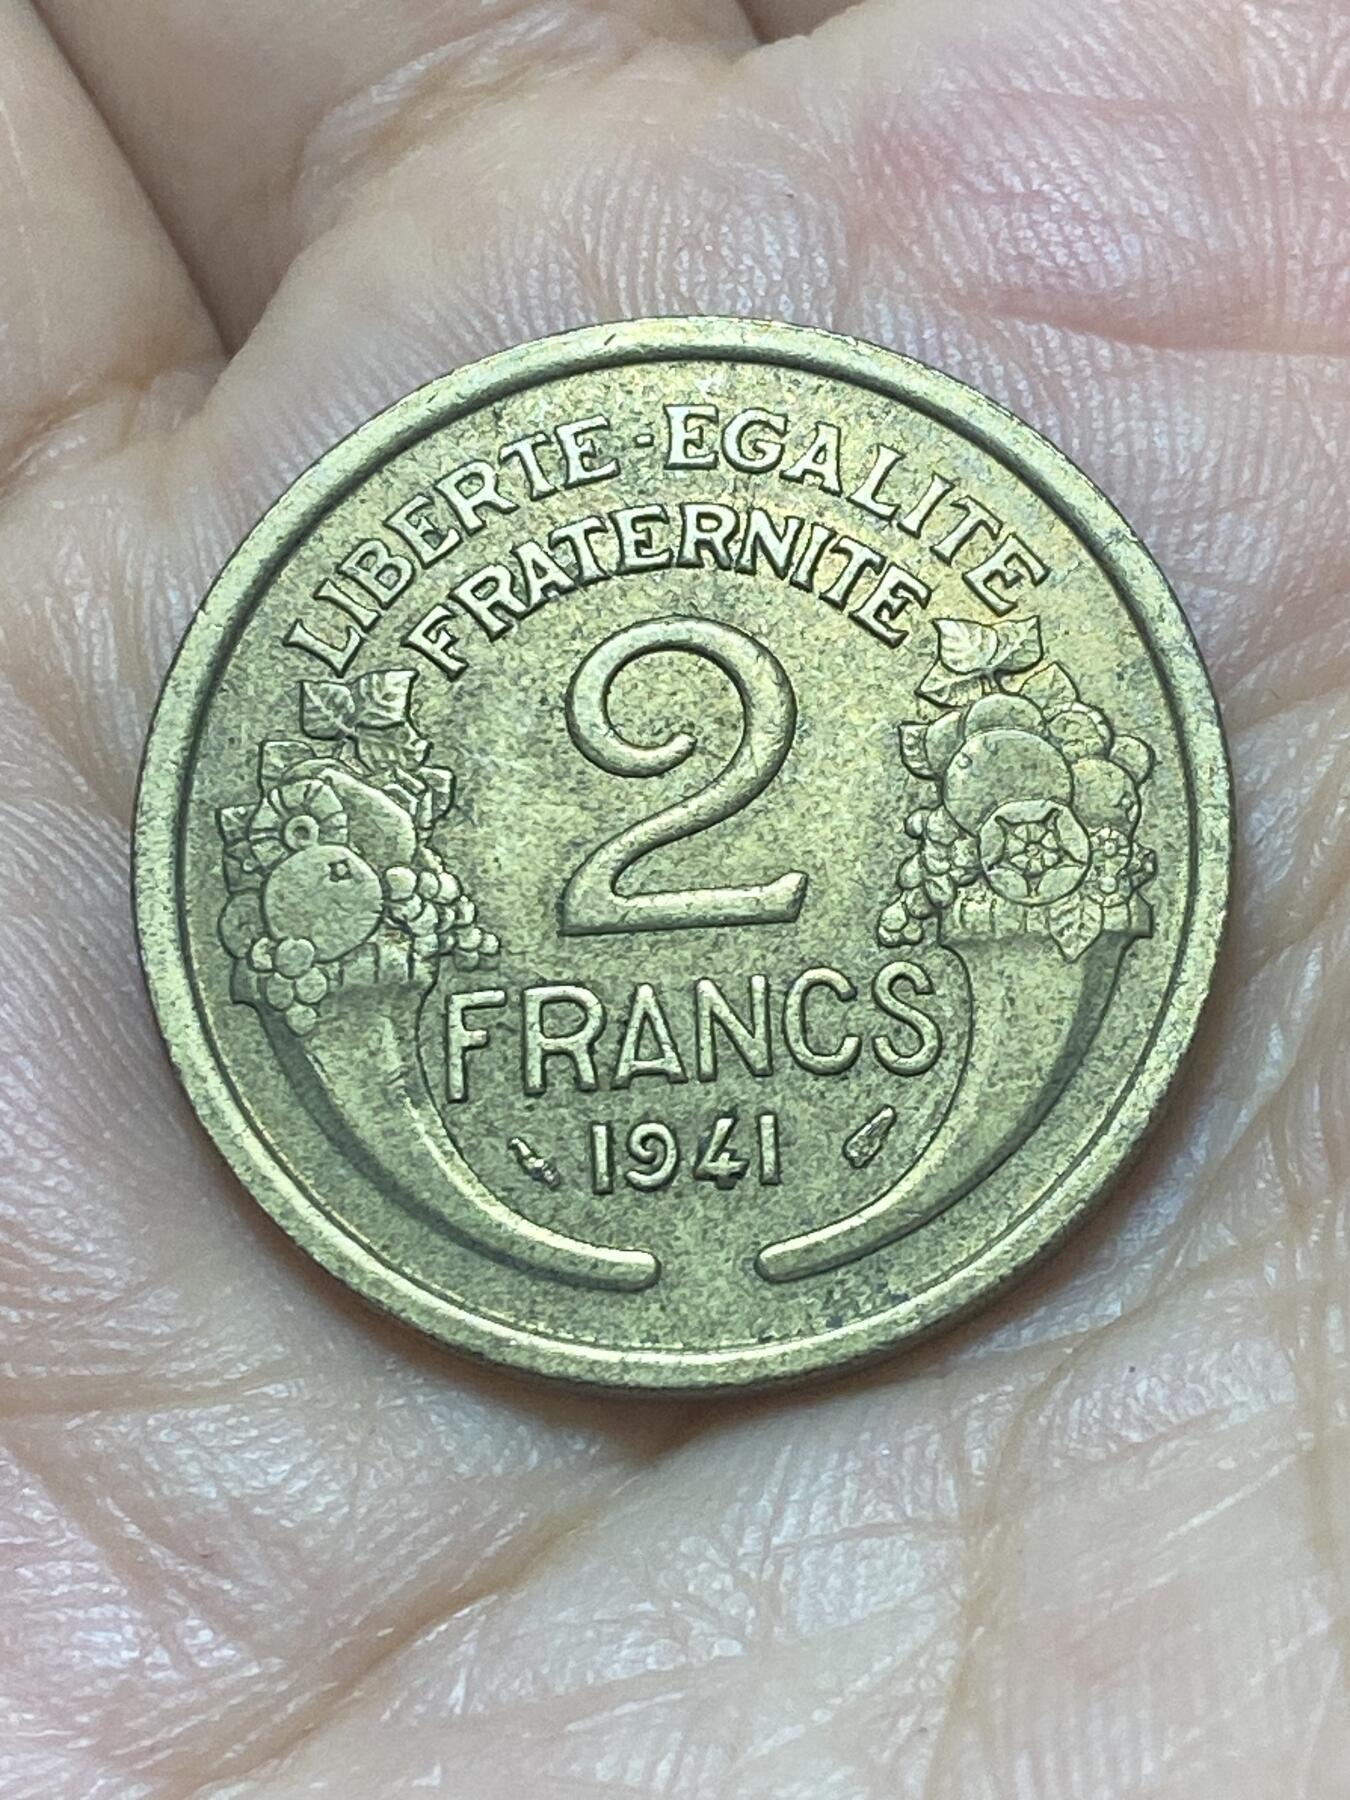 LIBERTE-EGALITE
FRATERNITE
2
FRANCS
1941